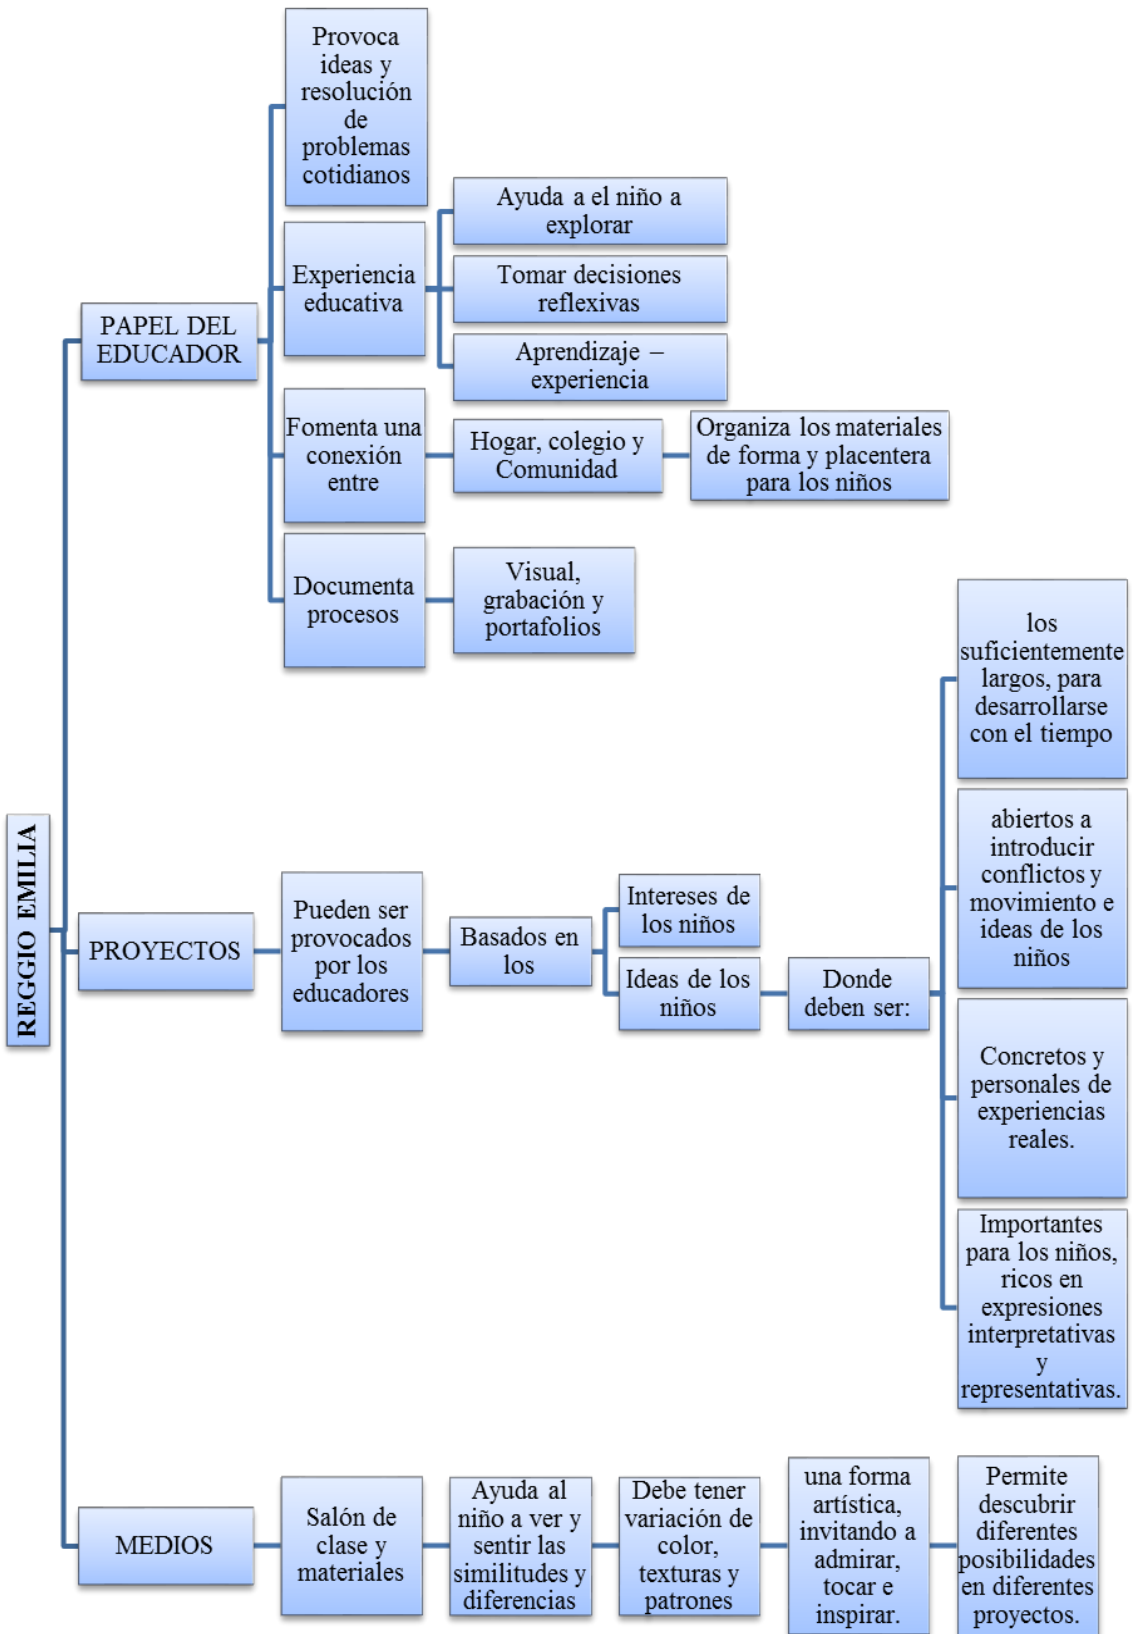 REGGIO EMILIA
PAPEL DEL
EDUCADOR
Provoca
ideas y
resolución
de
problemas
cotidianos
Experiencia
educativa
Ayuda a el niño a
explorar
Tomar decisiones
reflexivas
Aprendizaje –
experiencia
Fomenta una
conexión
entre
Hogar, colegio y
Comunidad
Organiza los materiales
de forma y placentera
para los niños
Documenta
procesos
Visual,
grabación y
portafolios
PROYECTOS
Pueden ser
provocados
por los
educadores
Basados en
los
Intereses de
los niños
Ideas de los
niños
Donde
deben ser:
los
suficientemente
largos, para
desarrollarse
con el tiempo
abiertos a
introducir
conflictos y
movimiento e
ideas de los
niños
Concretos y
personales de
experiencias
reales.
Importantes
para los niños,
ricos en
expresiones
interpretativas
y
representativas.
MEDIOS
Salón de
clase y
materiales
Ayuda al
niño a ver y
sentir las
similitudes y
diferencias
Debe tener
variación de
color,
texturas y
patrones
una forma
artística,
invitando a
admirar,
tocar e
inspirar.
Permite
descubrir
diferentes
posibilidades
en diferentes
proyectos.